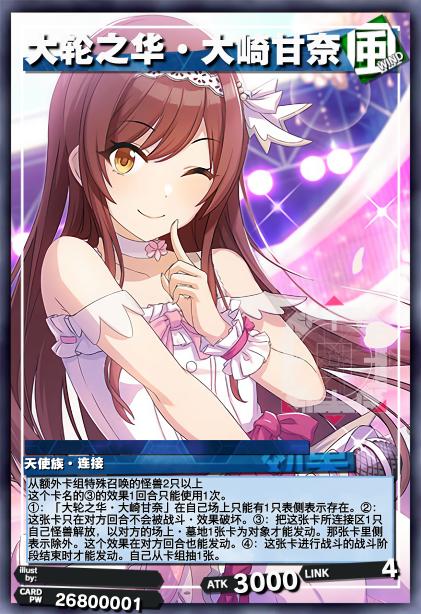 大轮之华・大崎甘奈
风
WIND
天使族・连接
从额外卡组特殊召唤的怪兽2只以上
这个卡名的③的效果1回合只能使用1次。
①：「大轮之华・大崎甘奈」在自己场上只能有1只表侧表示存在。②：
这张卡只在对方回合不会被战斗・效果破坏。③：把这张卡所连接区1只
自己怪兽解放，以对方的场上・墓地1张卡为对象才能发动。那张卡里侧
表示除外。这个效果在对方回合也能发动。④：这张卡进行战斗的战斗阶
段结束时才能发动。自己从卡组抽1张。
illust by:
CARD PW 26800001
ATK 3000 LINK 4